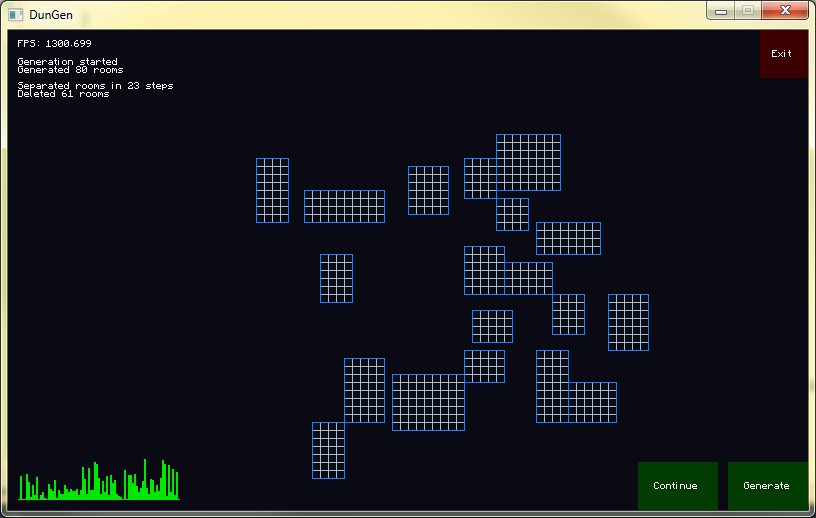 DunGen
FPS: 1300.699
Exit
Generation started
Generated 80 rooms
Separated rooms in 23 steps
Deleted 61 rooms
Continue
Generate